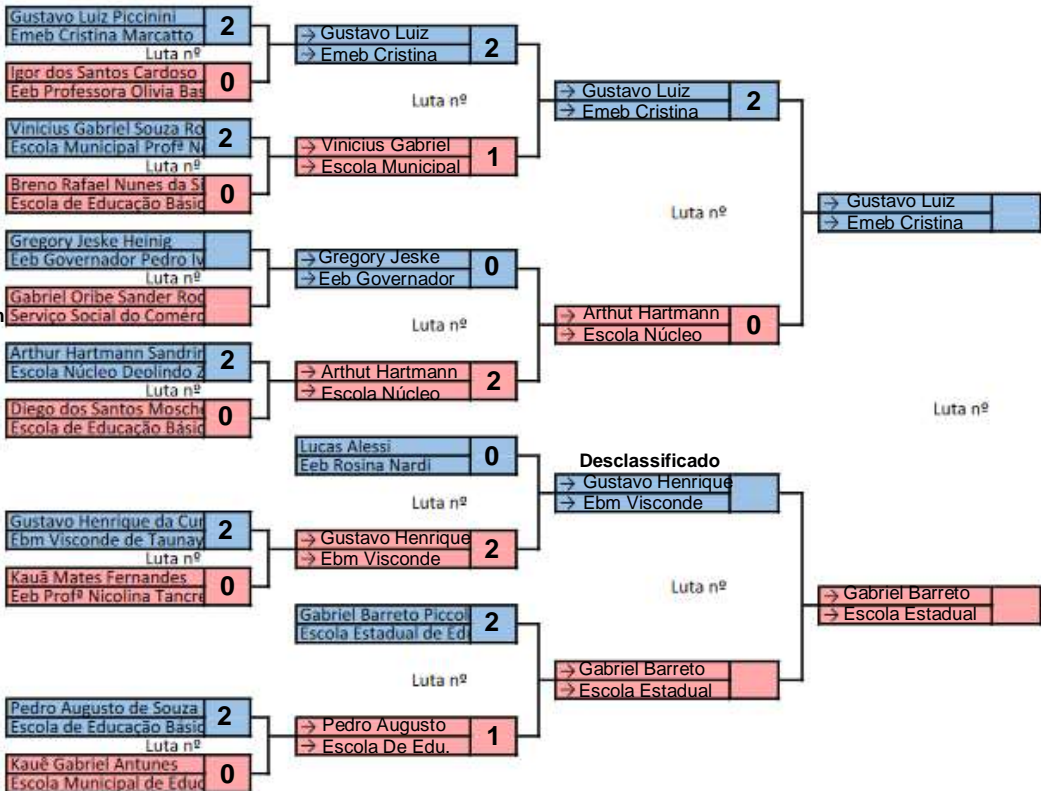 Gustavo Luiz Piccinini 2
Emeb Cristina Marcatto
Luta nº
Igor dos Santos Cardoso 0
Eeb Professora Olivia Bas
Vinicius Gabriel Souza Ro 2
Escola Municipal Profª No
Luta nº
Breno Rafael Nunes da Si 0
Escola de Educação Básic
Gregory Jeske Heinig
Eeb Governador Pedro Iv
Luta nº
Gabriel Oribe Sander Roc
Serviço Social do Comérc
Arthur Hartmann Sandrin 2
Escola Núcleo Deolindo Z
Luta nº
Diego dos Santos Mosche 0
Escola de Educação Básic
Gustavo Henrique da Cun 2
Ebm Visconde de Taunay
Luta nº
Kauã Mates Fernandes 0
Eeb Profª Nicolina Tancre
Pedro Augusto de Souza 2
Escola de Educação Básic
Luta nº
Kauê Gabriel Antunes 0
Escola Municipal de Educ
→ Gustavo Luiz 2
→ Emeb Cristina
Luta nº
→ Vinicius Gabriel 1
→ Escola Municipal
→ Gregory Jeske 0
→ Eeb Governador
Luta nº
→ Arthut Hartmann 2
→ Escola Núcleo
Lucas Alessi 0
Eeb Rosina Nardi
Luta nº
→ Gustavo Henrique 2
→ Ebm Visconde
Gabriel Barreto Piccol 2
Escola Estadual de Edu
Luta nº
→ Pedro Augusto 1
→ Escola De Edu.
→ Gustavo Luiz 2
→ Emeb Cristina
Luta nº
→ Arthut Hartmann 0
→ Escola Núcleo
Desclassificado
→ Gustavo Henrique
→ Ebm Visconde
Luta nº
→ Gabriel Barreto
→ Escola Estadual
→ Gustavo Luiz
→ Emeb Cristina
Luta nº
→ Gabriel Barreto
→ Escola Estadual